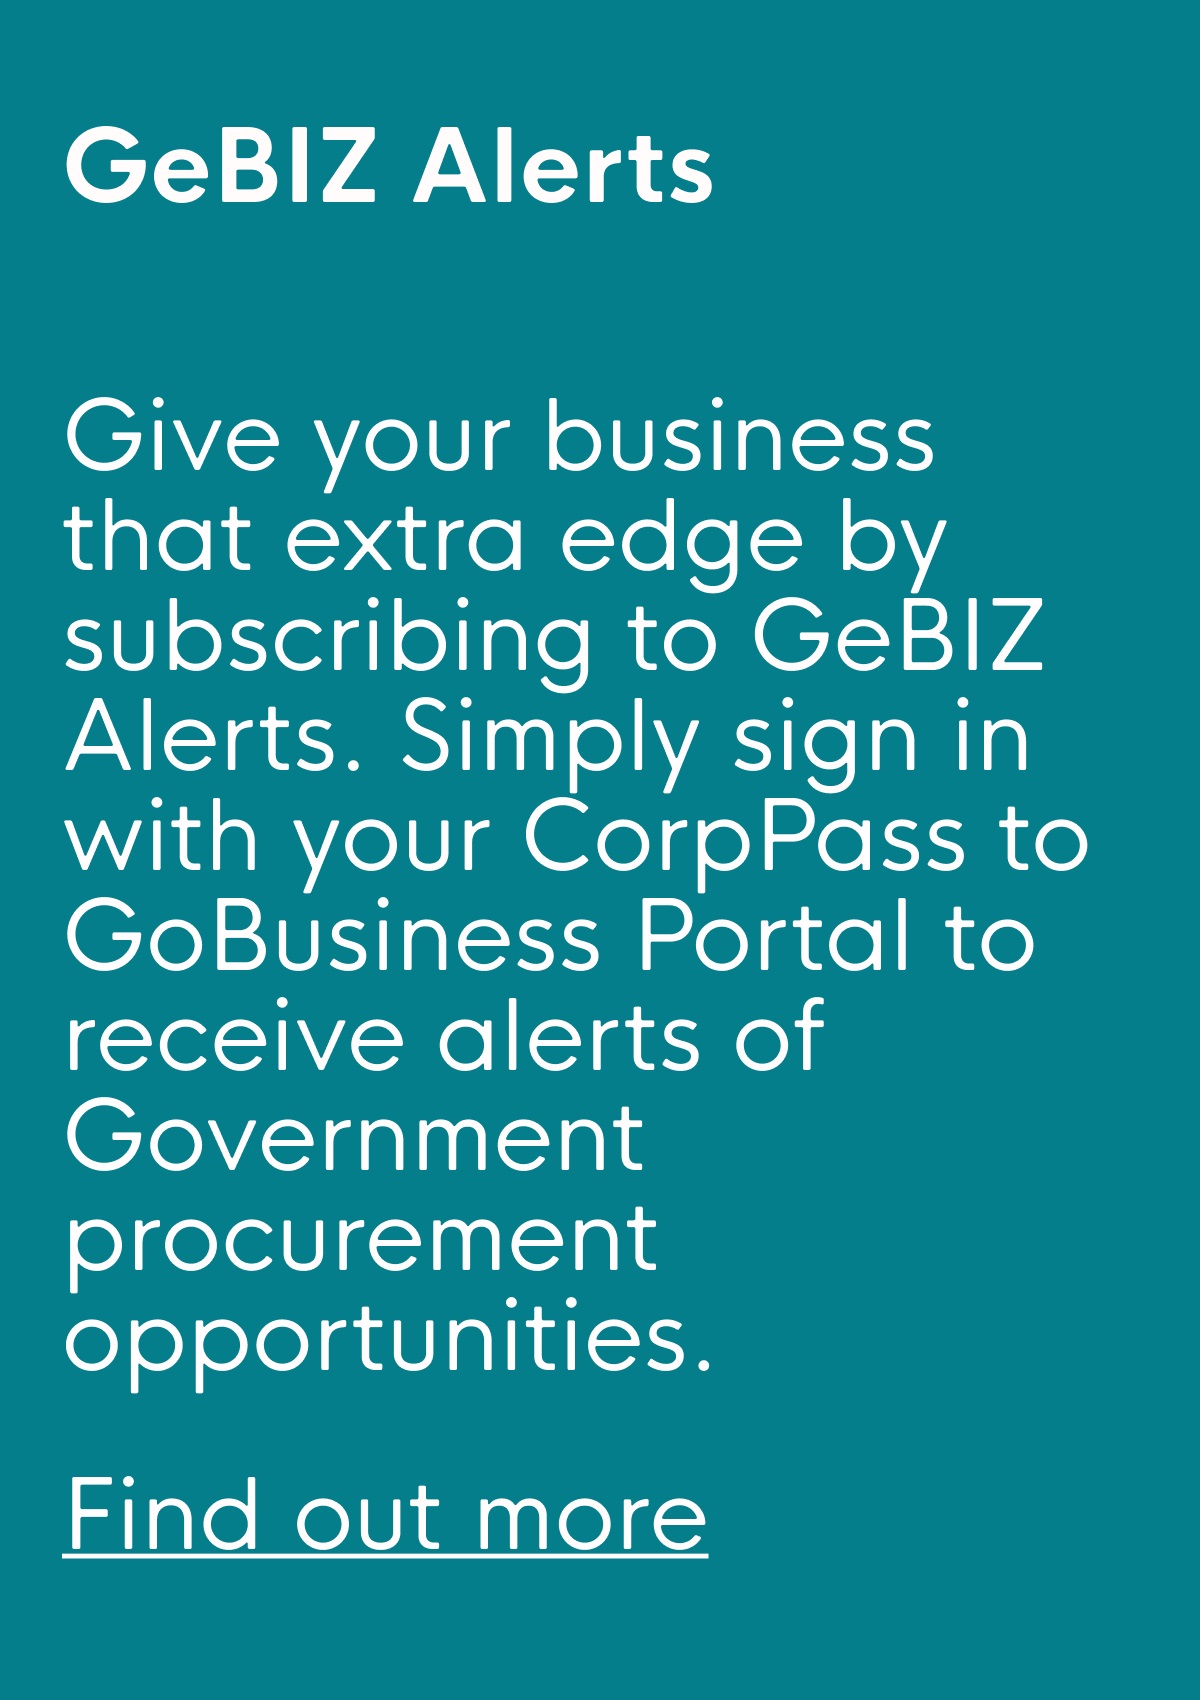 GeBIZ Alerts
Give your business
that extra edge by
subscribing to GeBIZ
Alerts. Simply sign in
with your CorpPass to
GoBusiness Portal to
receive alerts of
Government
procurement
opportunities.
Find out more